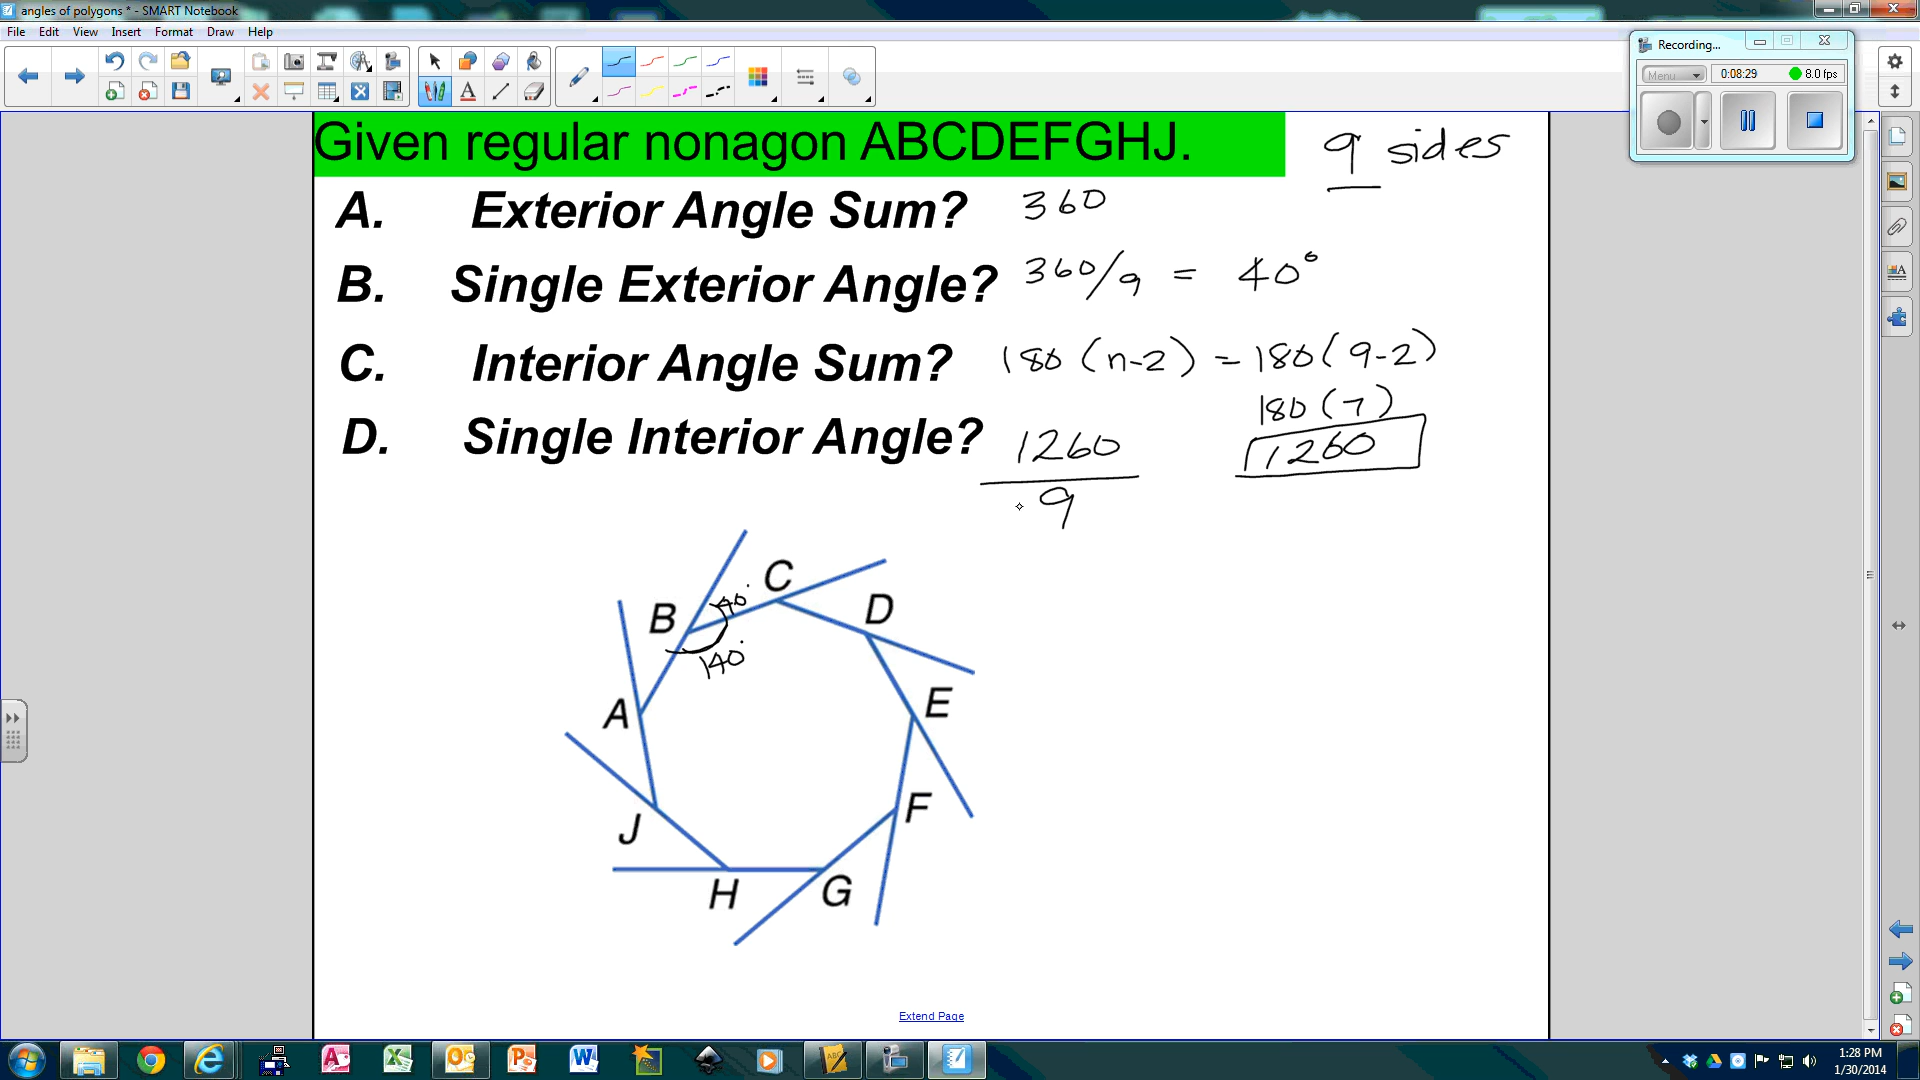 angles of polygons * - SMART Notebook
File Edit View Insert Format Draw Help
Recording...
Menu 0:08:29 8.0 fps
Given regular nonagon ABCDEFGHJ. 9 sides
A. Exterior Angle Sum? 360
B. Single Exterior Angle? 360/9 = 40°
C. Interior Angle Sum? 180(n-2) = 180(9-2)
180(7)
D. Single Interior Angle? 1260 1260
9
C
B 40° D
140°
A E
J F
H G
Extend Page
1:28 PM
1/30/2014